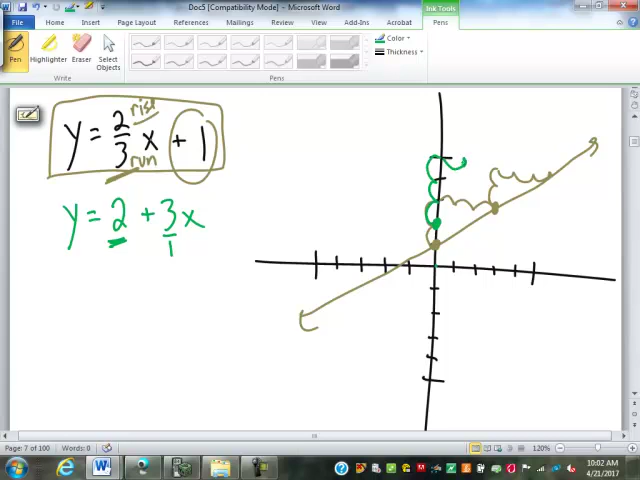 Doc5 [Compatibility Mode] - Microsoft Word
Ink Tools
File Home Insert Page Layout References Mailings Review View Add-Ins Acrobat Pens
Pen Highlighter Eraser Select Objects
Color
Thickness
Write Pens
rise
y = 2/3 x + 1
run
y = 2 + 3/1 x
Page: 7 of 100 Words: 0 120%
10:02 AM
4/21/2017